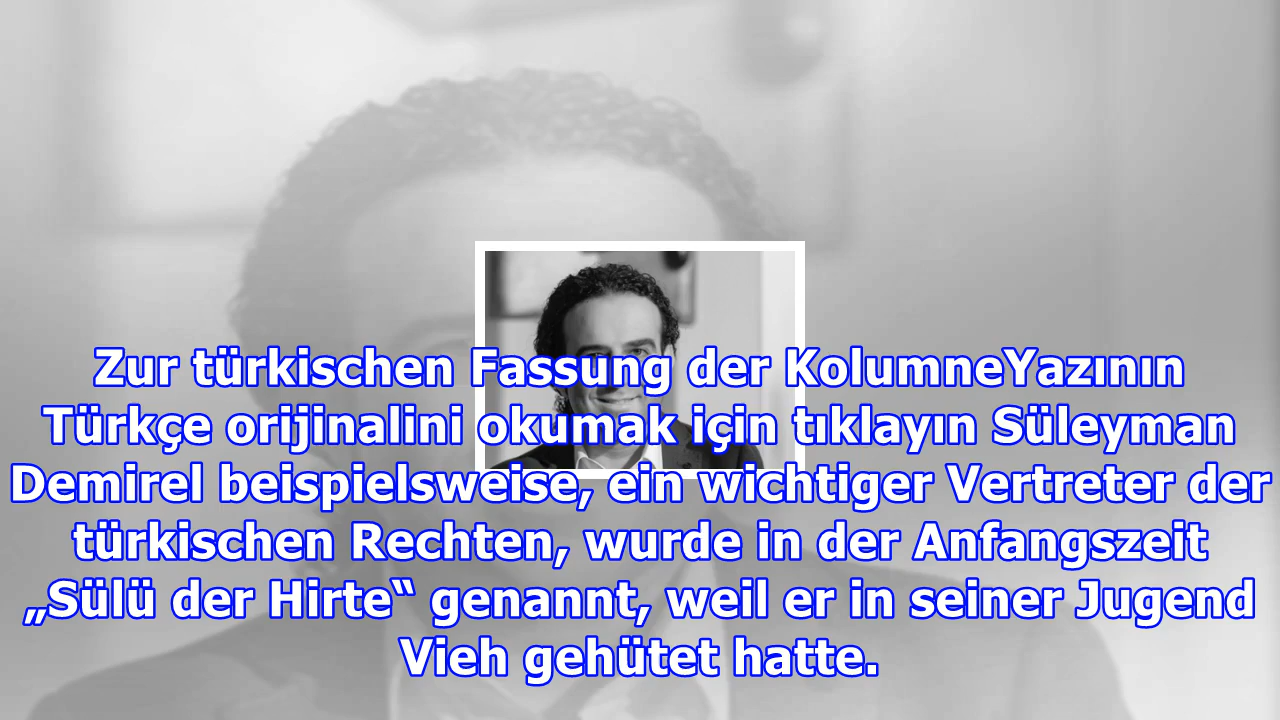 Zur türkischen Fassung der KolumneYazının
Türkçe orijinalini okumak için tıklayın Süleyman
Demirel beispielsweise, ein wichtiger Vertreter der
türkischen Rechten, wurde in der Anfangszeit
„Sülü der Hirte“ genannt, weil er in seiner Jugend
Vieh gehütet hatte.